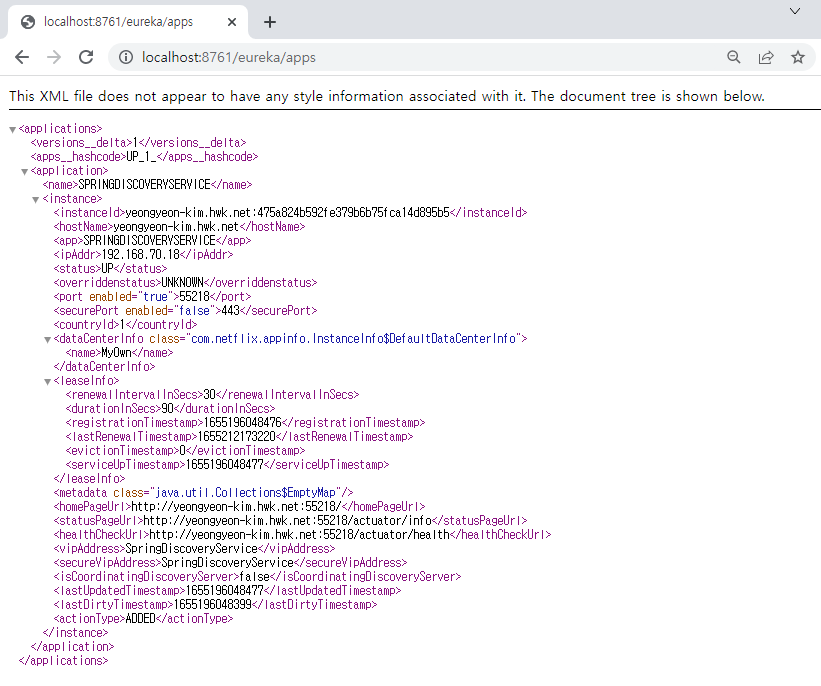 localhost:8761/eureka/apps
localhost:8761/eureka/apps
This XML file does not appear to have any style information associated with it. The document tree is shown below.
<applications>
<versions__delta>1</versions__delta>
<apps__hashcode>UP_1_</apps__hashcode>
<application>
<name>SPRINGDISCOVERYSERVICE</name>
<instance>
<instanceId>yeongyeon-kim.hwk.net:475a824b592fe379b6b75fca14d895b5</instanceId>
<hostName>yeongyeon-kim.hwk.net</hostName>
<app>SPRINGDISCOVERYSERVICE</app>
<ipAddr>192.168.70.18</ipAddr>
<status>UP</status>
<overriddenstatus>UNKNOWN</overriddenstatus>
<port enabled="true">55218</port>
<securePort enabled="false">443</securePort>
<countryId>1</countryId>
<dataCenterInfo class="com.netflix.appinfo.InstanceInfo$DefaultDataCenterInfo">
<name>MyOwn</name>
</dataCenterInfo>
<leaseInfo>
<renewalIntervalInSecs>30</renewalIntervalInSecs>
<durationInSecs>90</durationInSecs>
<registrationTimestamp>1655196048476</registrationTimestamp>
<lastRenewalTimestamp>1655212173220</lastRenewalTimestamp>
<evictionTimestamp>0</evictionTimestamp>
<serviceUpTimestamp>1655196048477</serviceUpTimestamp>
</leaseInfo>
<metadata class="java.util.Collections$EmptyMap"/>
<homePageUrl>http://yeongyeon-kim.hwk.net:55218/</homePageUrl>
<statusPageUrl>http://yeongyeon-kim.hwk.net:55218/actuator/info</statusPageUrl>
<healthCheckUrl>http://yeongyeon-kim.hwk.net:55218/actuator/health</healthCheckUrl>
<vipAddress>SpringDiscoveryService</vipAddress>
<secureVipAddress>SpringDiscoveryService</secureVipAddress>
<isCoordinatingDiscoveryServer>false</isCoordinatingDiscoveryServer>
<lastUpdatedTimestamp>1655196048477</lastUpdatedTimestamp>
<lastDirtyTimestamp>1655196048399</lastDirtyTimestamp>
<actionType>ADDED</actionType>
</instance>
</application>
</applications>